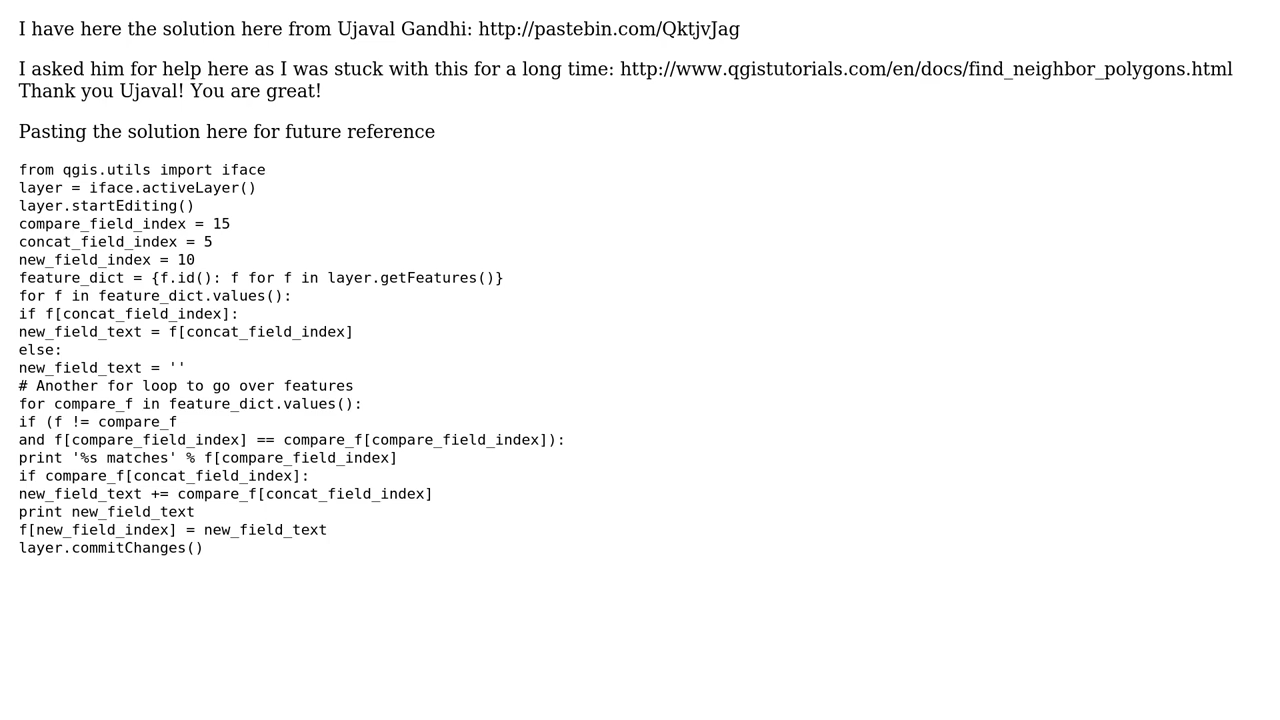 I have here the solution here from Ujaval Gandhi: http://pastebin.com/QktjvJag
I asked him for help here as I was stuck with this for a long time: http://www.qgistutorials.com/en/docs/find_neighbor_polygons.html
Thank you Ujaval! You are great!
Pasting the solution here for future reference
from qgis.utils import iface
layer = iface.activeLayer()
layer.startEditing()
compare_field_index = 15
concat_field_index = 5
new_field_index = 10
feature_dict = {f.id(): f for f in layer.getFeatures()}
for f in feature_dict.values():
if f[concat_field_index]:
new_field_text = f[concat_field_index]
else:
new_field_text = ''
# Another for loop to go over features
for compare_f in feature_dict.values():
if (f != compare_f
and f[compare_field_index] == compare_f[compare_field_index]):
print '%s matches' % f[compare_field_index]
if compare_f[concat_field_index]:
new_field_text += compare_f[concat_field_index]
print new_field_text
f[new_field_index] = new_field_text
layer.commitChanges()